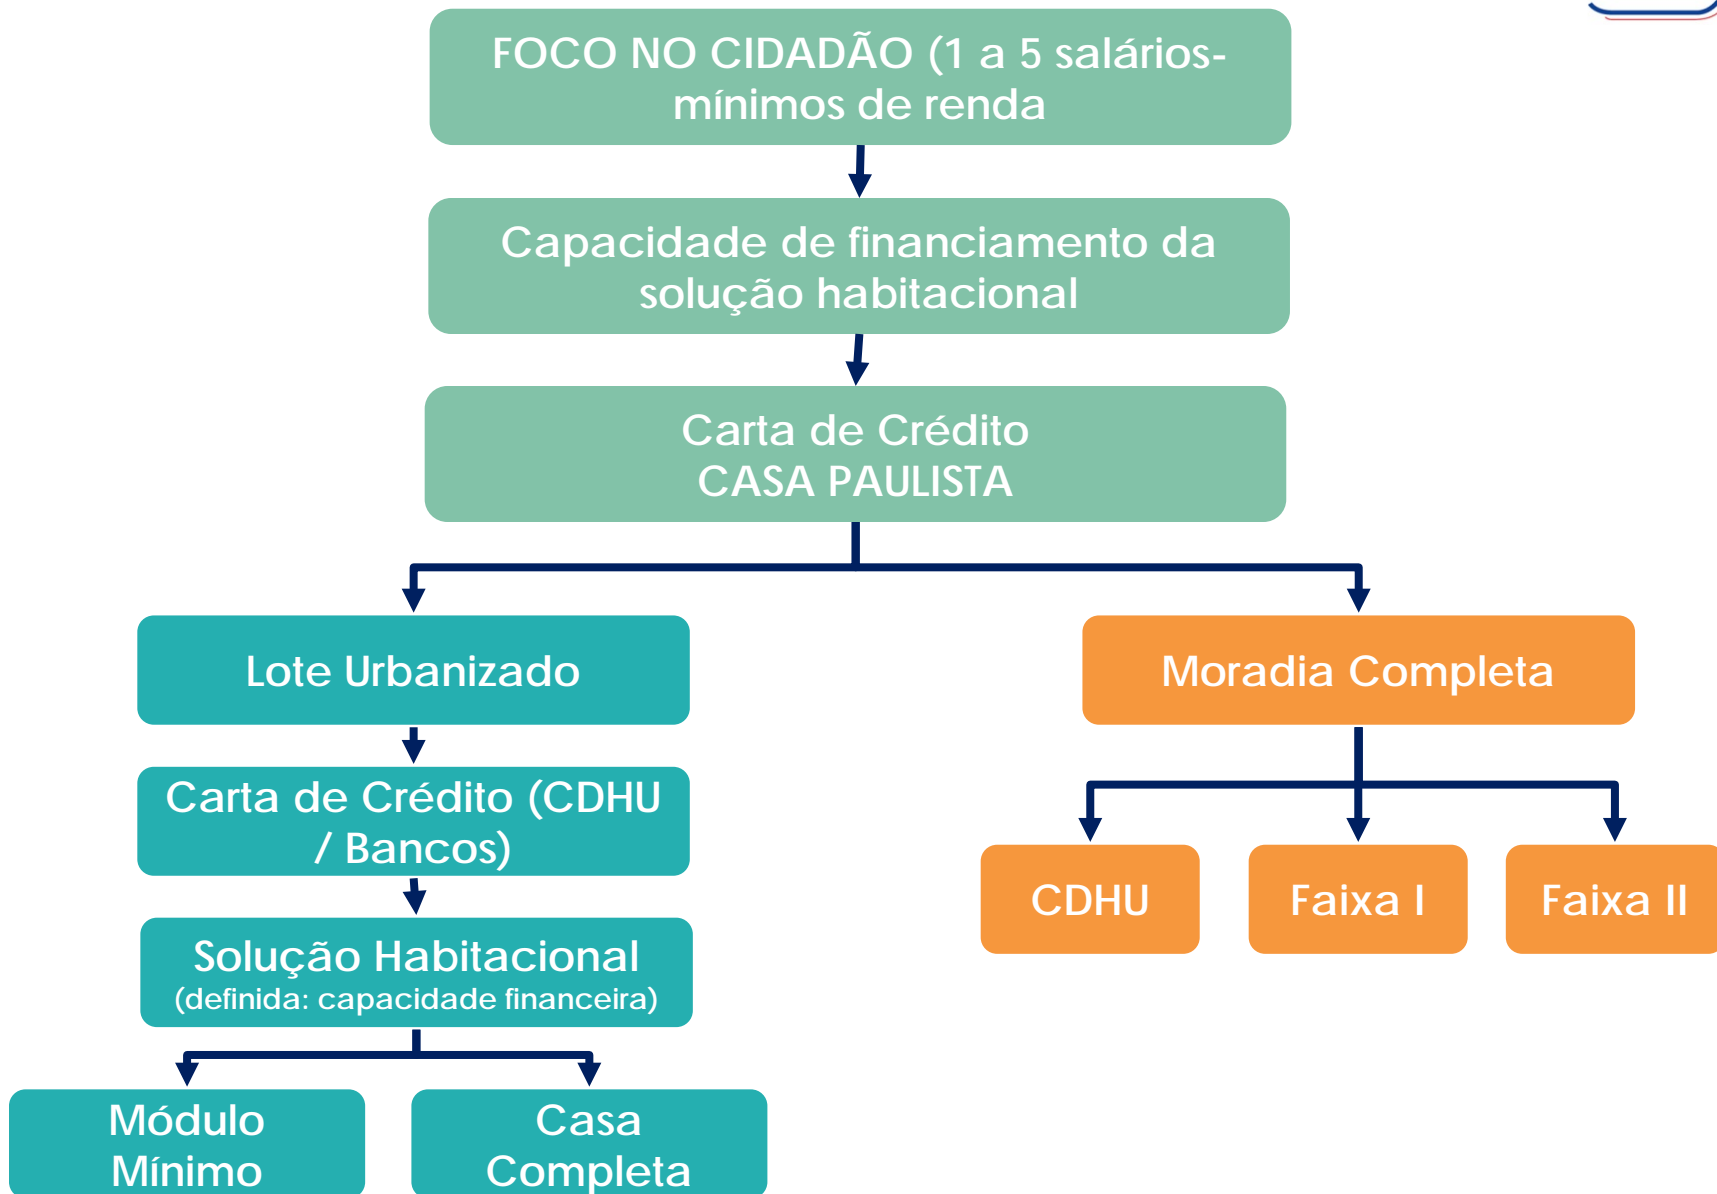 FOCO NO CIDADÃO (1 a 5 salários-
mínimos de renda
Capacidade de financiamento da
solução habitacional
Carta de Crédito
CASA PAULISTA
Lote Urbanizado
Moradia Completa
Carta de Crédito (CDHU
/ Bancos)
CDHU
Faixa I
Faixa II
Solução Habitacional
(definida: capacidade financeira)
Módulo
Mínimo
Casa
Completa